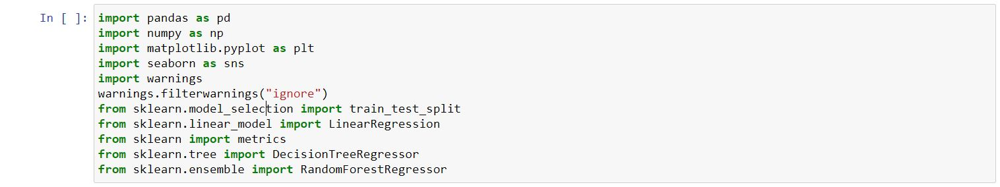 In [ ]: import pandas as pd
import numpy as np
import matplotlib.pyplot as plt
import seaborn as sns
import warnings
warnings.filterwarnings("ignore")
from sklearn.model_selection import train_test_split
from sklearn.linear_model import LinearRegression
from sklearn import metrics
from sklearn.tree import DecisionTreeRegressor
from sklearn.ensemble import RandomForestRegressor